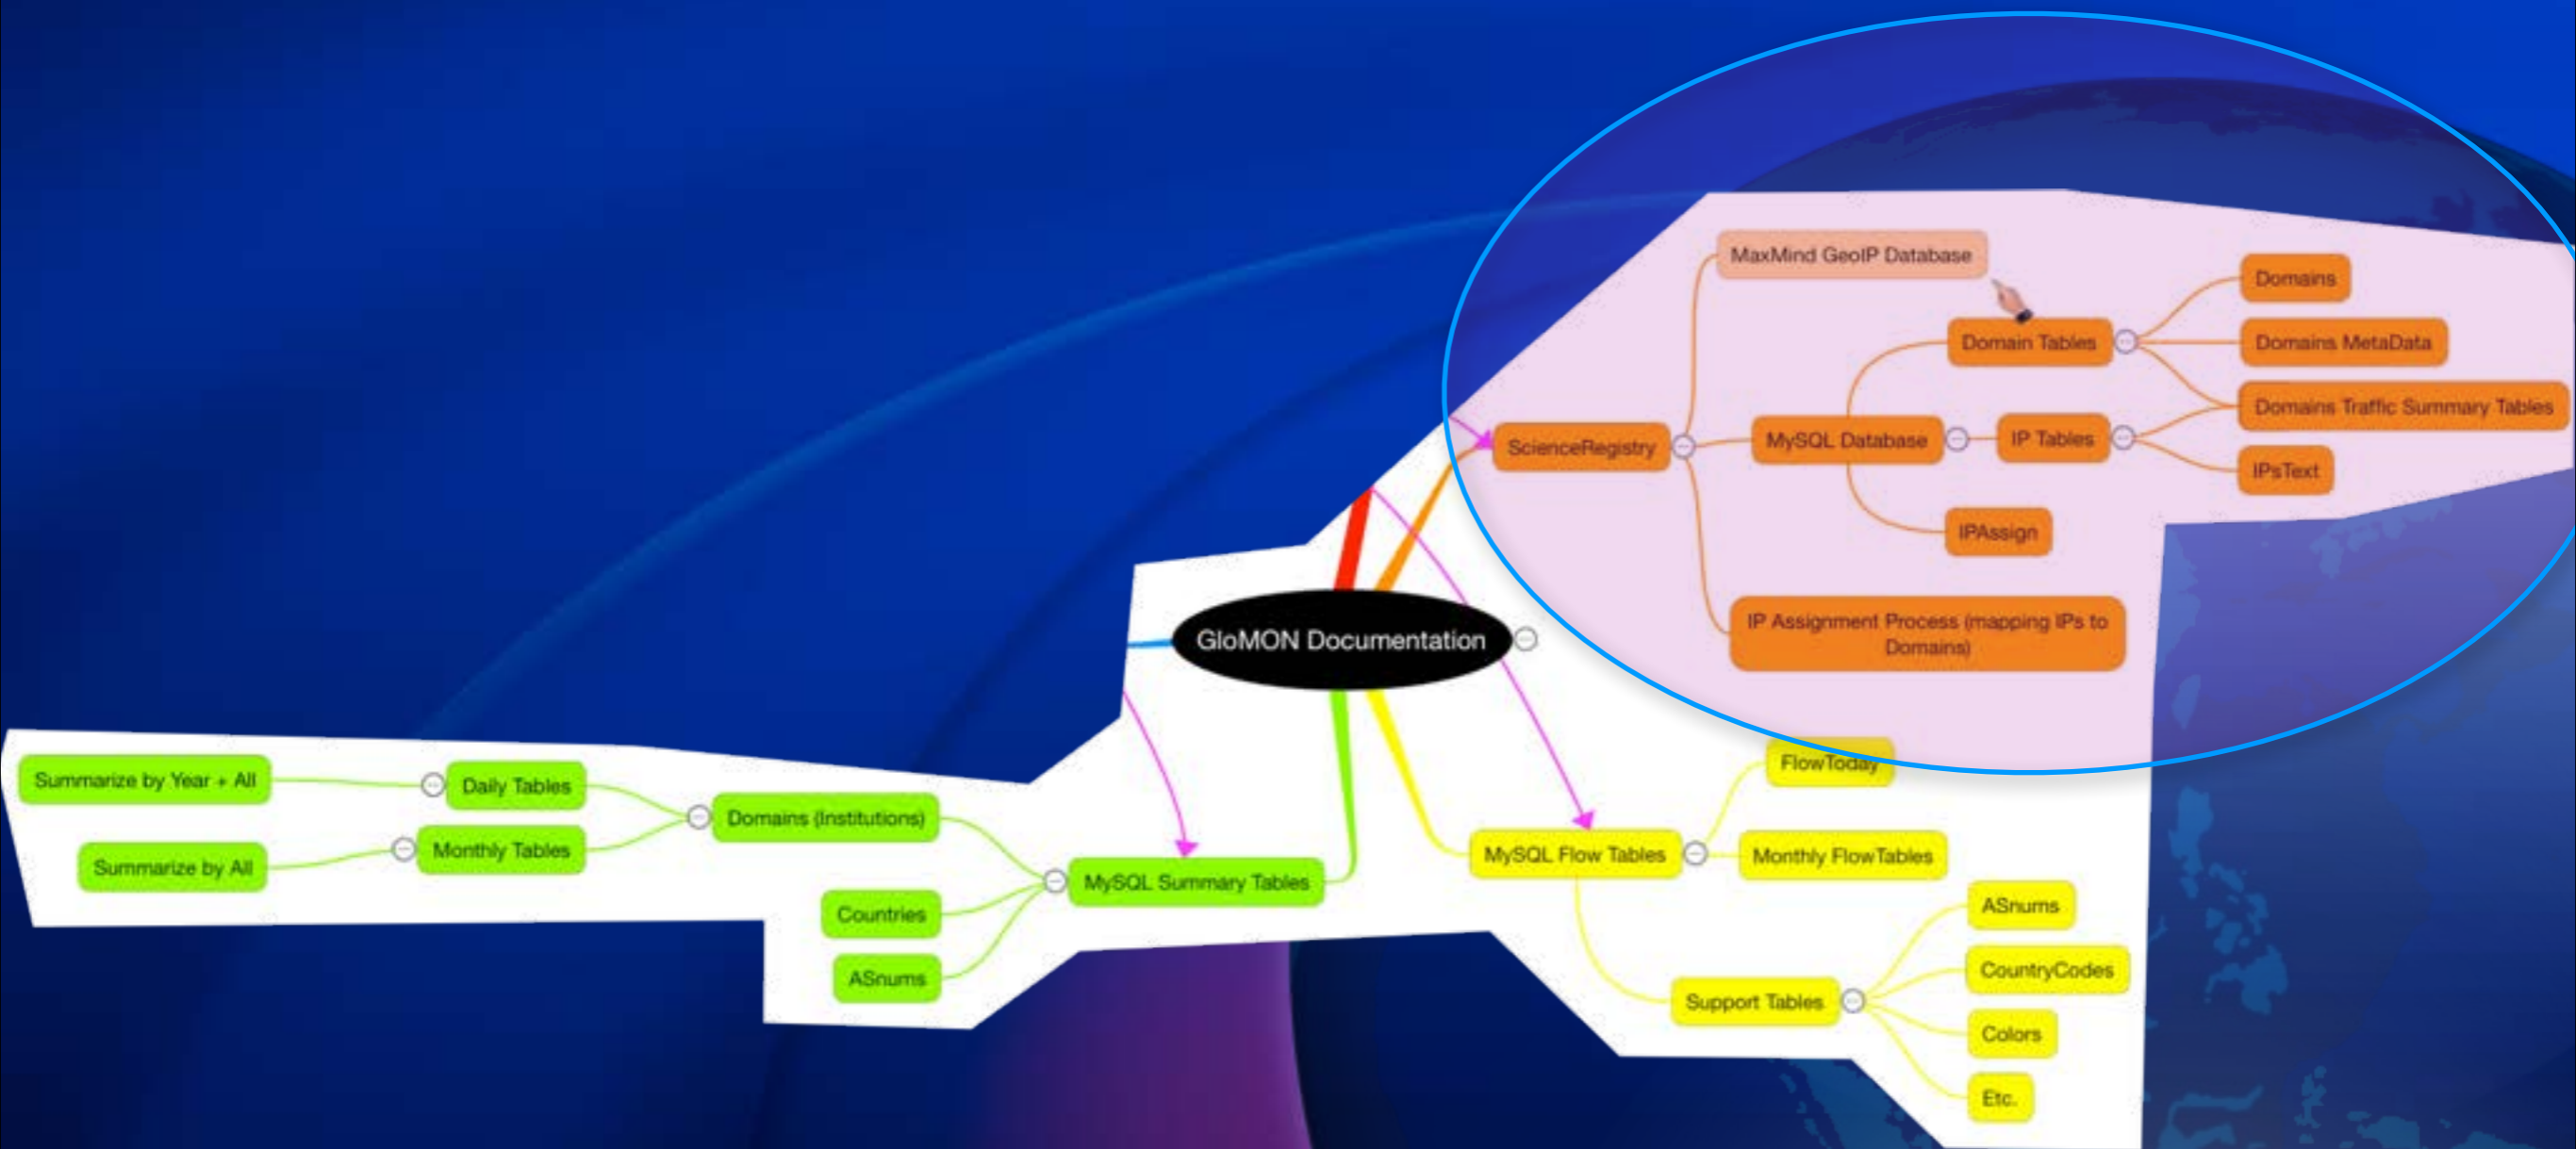 MaxMind GeoIP Database
Domains
Domain Tables
Domains MetaData
Domains Traffic Summary Tables
ScienceRegistry
MySQL Database
IP Tables
IPsText
IPAssign
IP Assignment Process (mapping IPs to
Domains)
GloMON Documentation
Summarize by Year + All
Daily Tables
Domains (Institutions)
Monthly Tables
Summarize by All
MySQL Summary Tables
Countries
ASnums
FlowToday
MySQL Flow Tables
Monthly FlowTables
ASnums
CountryCodes
Support Tables
Colors
Etc.